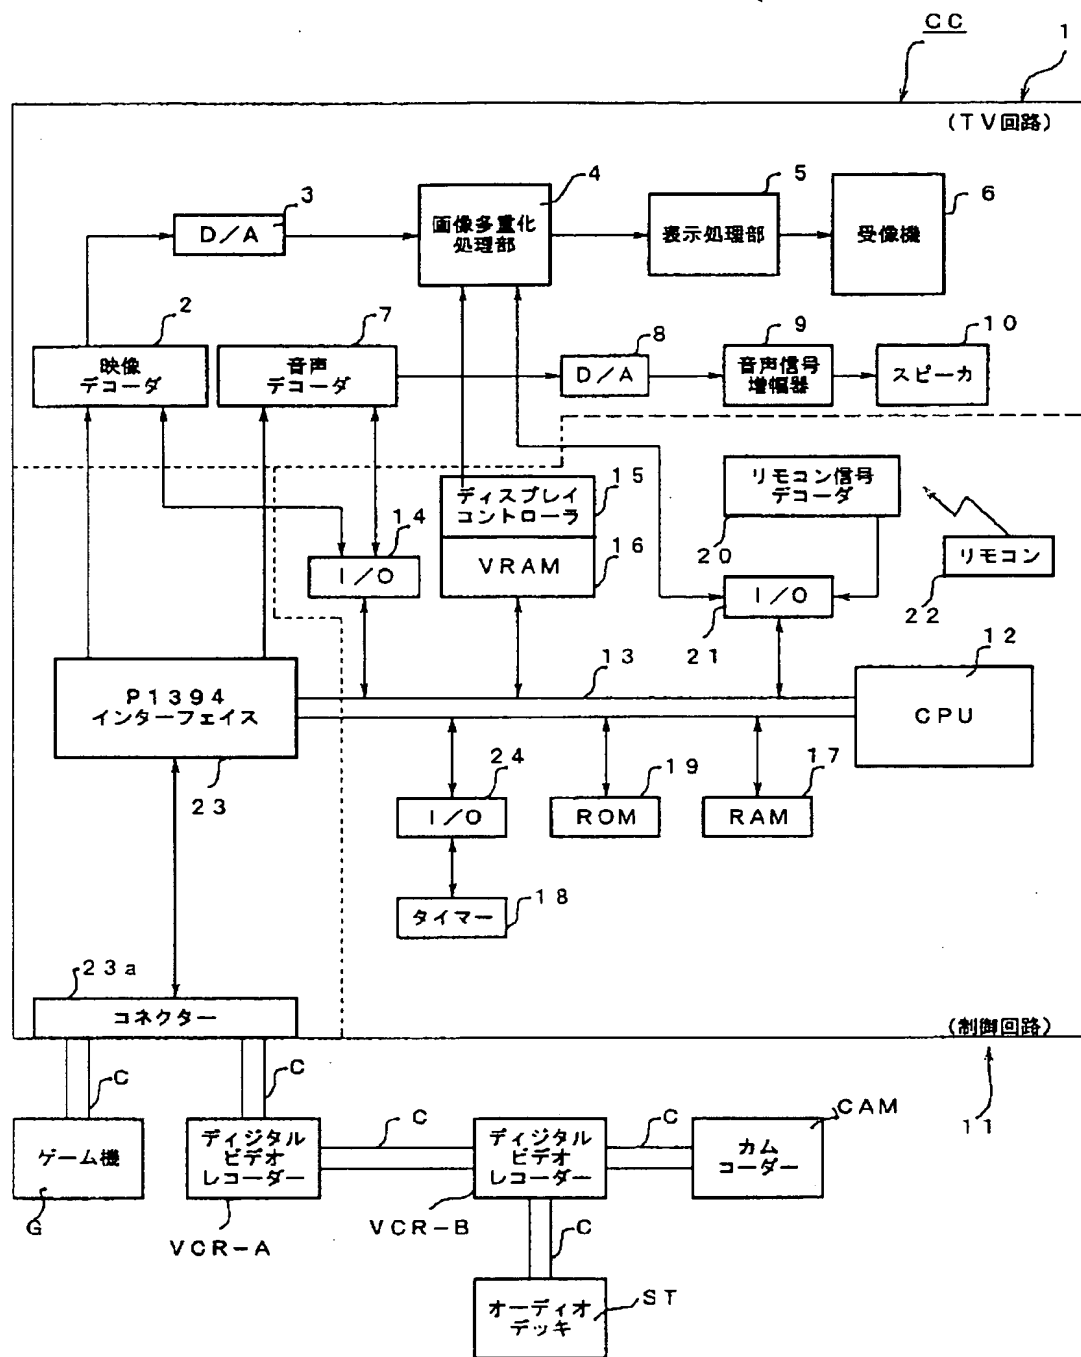 CC
1
(TV回路)
3
D/A
4
画像多重化
処理部
5
表示処理部
6
受像機
2
映像
デコーダ
7
音声
デコーダ
8
D/A
9
音声信号
増幅器
10
スピーカ
14
I/O
15
ディスプレイ
コントローラ
16
VRAM
リモコン信号
デコーダ
20
I/O
21
リモコン
22
P1394
インターフェイス
23
13
12
CPU
24
I/O
19
ROM
17
RAM
タイマー
18
23a
コネクター
(制御回路)
11
C
C
ゲーム機
G
ディジタル
ビデオ
レコーダー
VCR-A
C
ディジタル
ビデオ
レコーダー
VCR-B
C
カム
コーダー
CAM
C
オーディオ
デッキ
ST